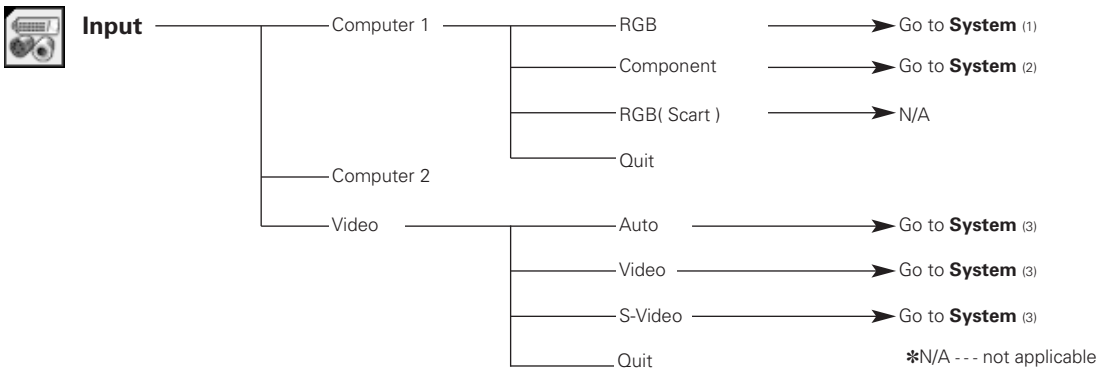 Input Computer 1 RGB Go to System (1)
Component Go to System (2)
RGB( Scart ) N/A
Quit
Computer 2
Video Auto Go to System (3)
Video Go to System (3)
S-Video Go to System (3)
Quit
✽N/A - - - not applicable